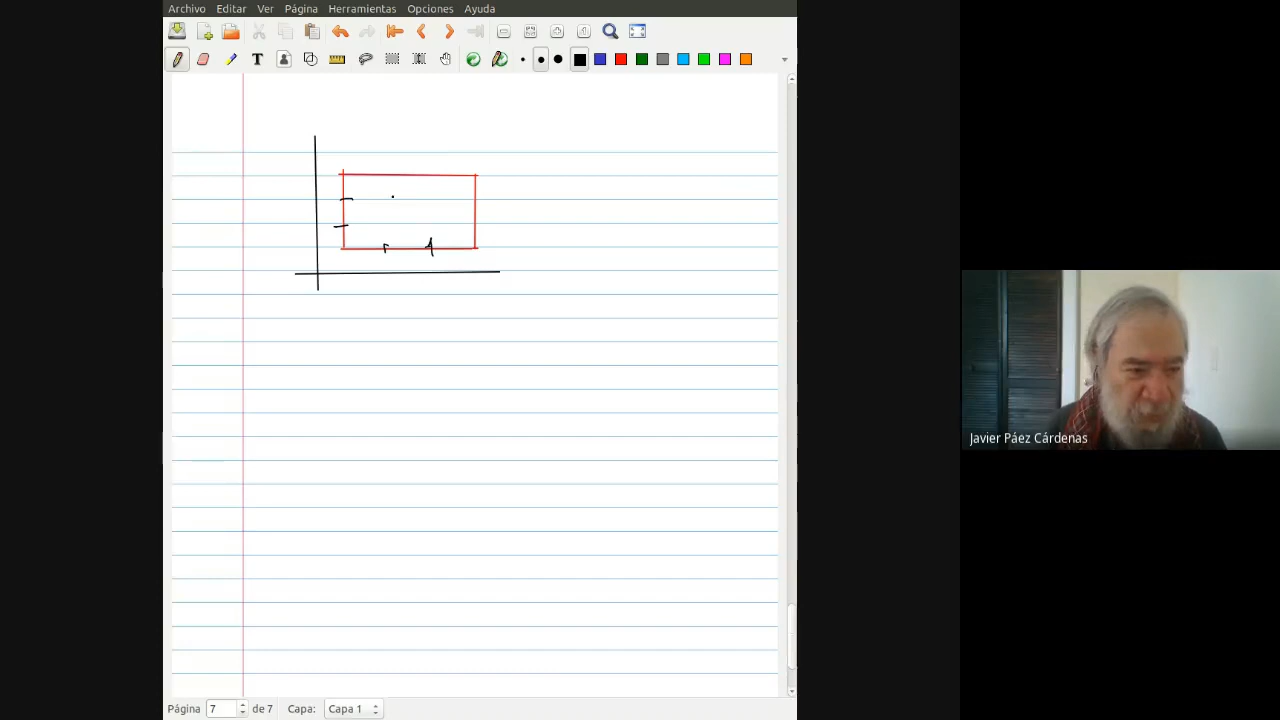 Archivo Editar Ver Página Herramientas Opciones Ayuda
T
Javier Páez Cárdenas
Página 7 de 7 Capa: Capa 1